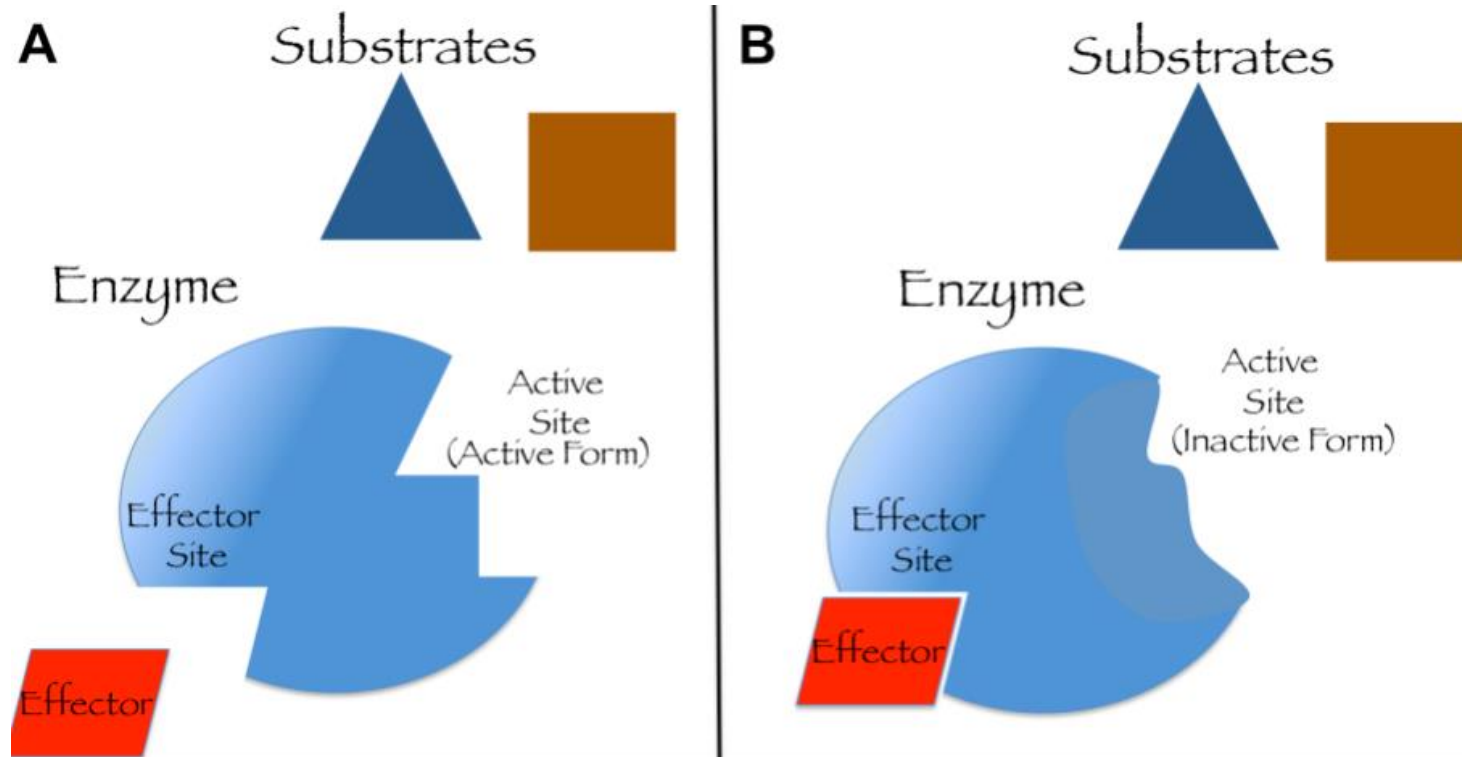 A
Substrates
Enzyme
Active
Site
(Active Form)
Effector
Site
Effector
B
Substrates
Enzyme
Active
Site
(Inactive Form)
Effector
Site
Effector